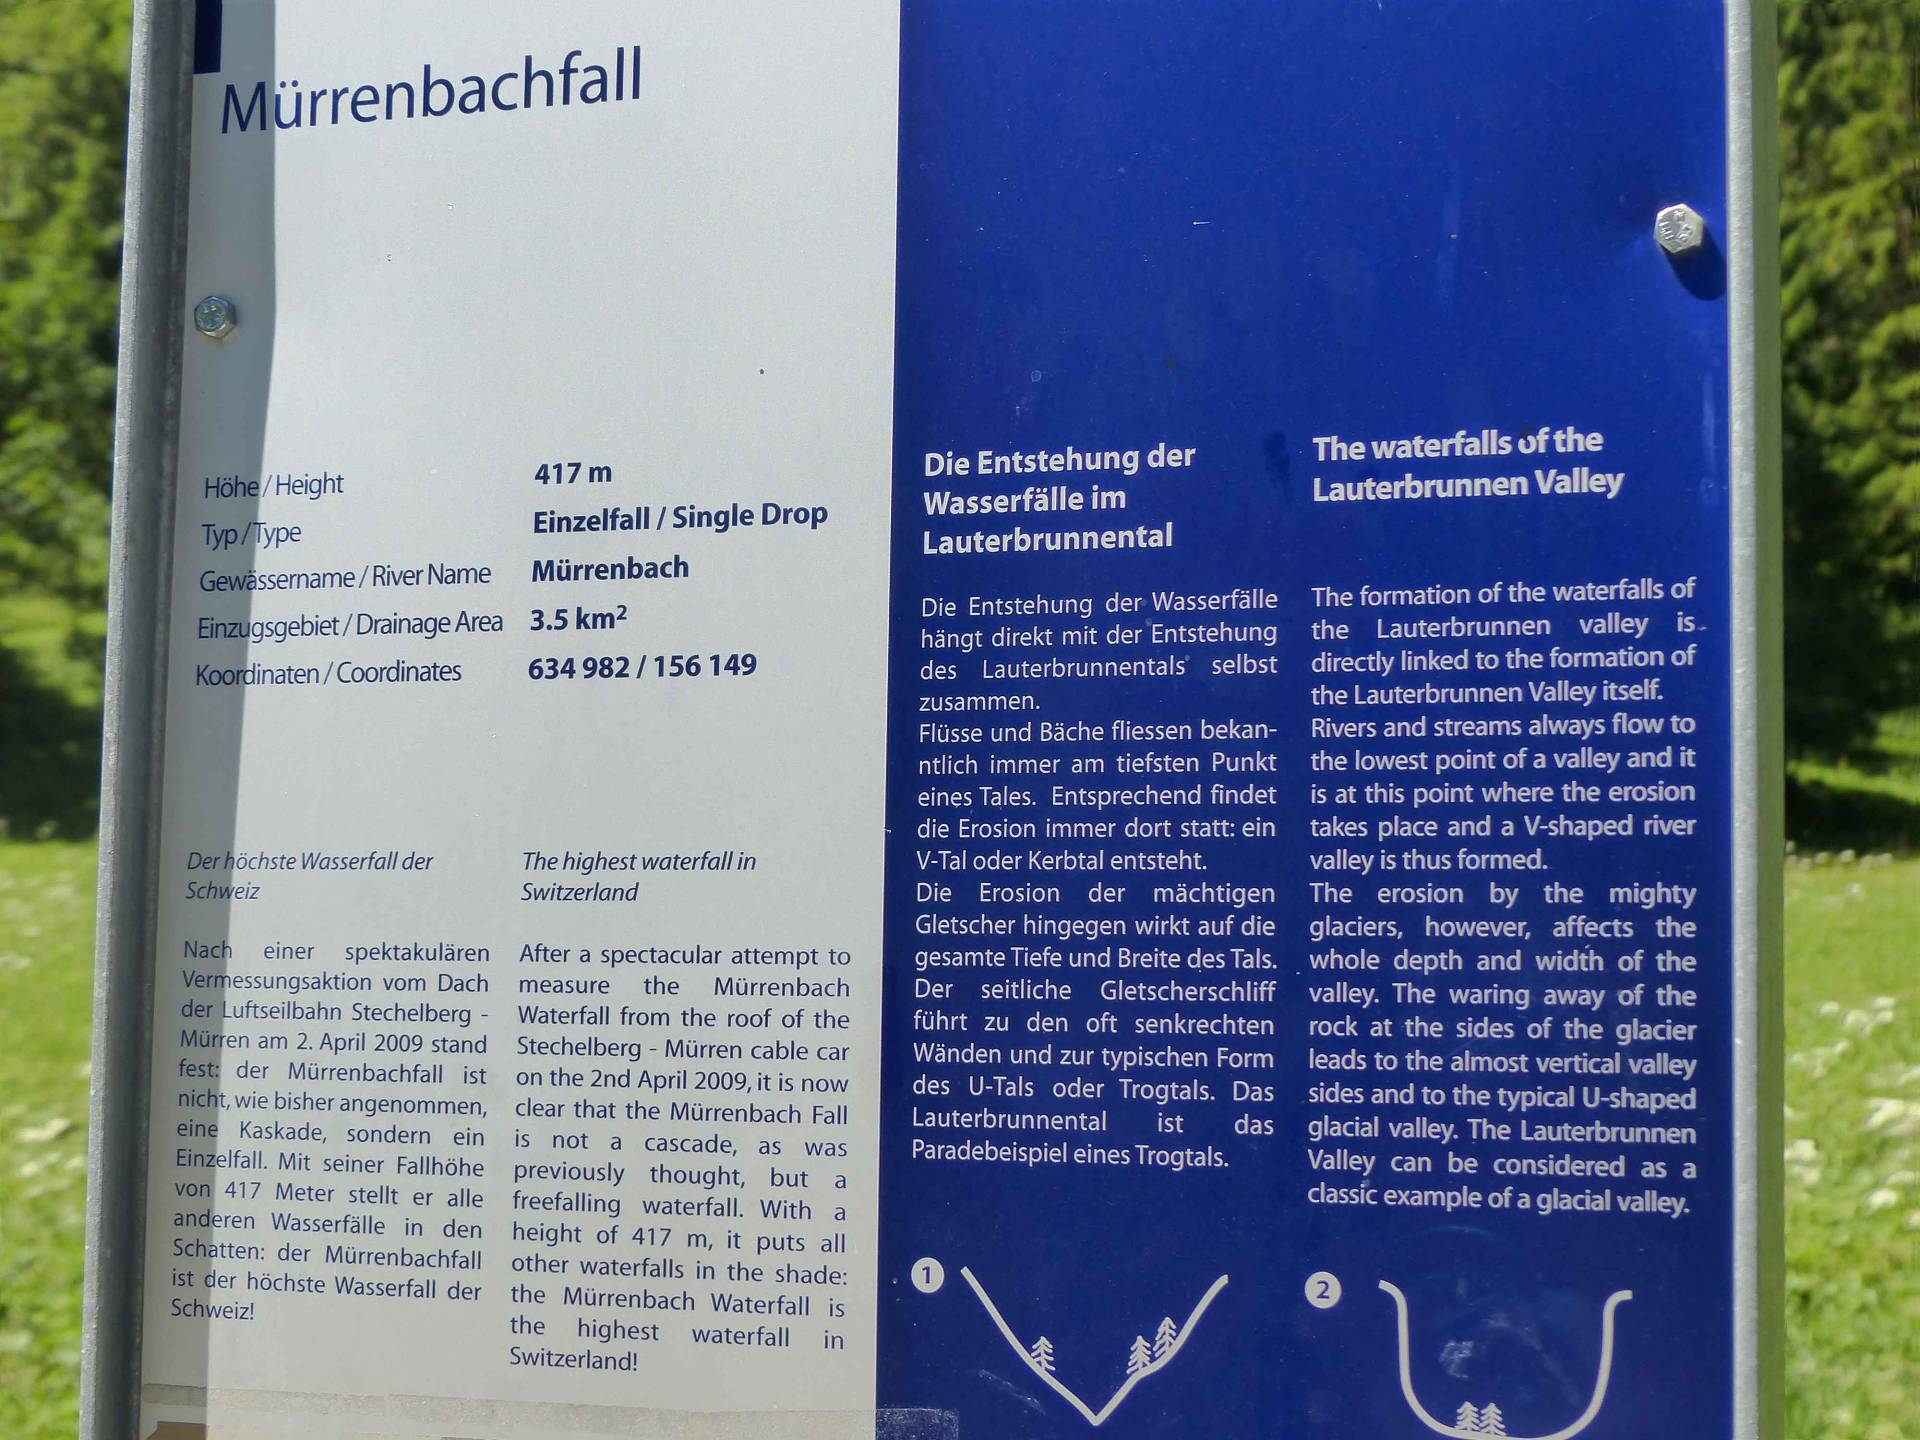 Mürrenbachfall
Höhe / Height 417 m
Typ / Type Einzelfall / Single Drop
Gewässername / River Name Mürrenbach
Einzugsgebiet / Drainage Area 3.5 km²
Koordinaten / Coordinates 634 982 / 156 149
Der höchste Wasserfall der
Schweiz
Nach einer spektakulären
Vermessungsaktion vom Dach
der Luftseilbahn Stechelberg -
Mürren am 2. April 2009 stand
fest: der Mürrenbachfall ist
nicht, wie bisher angenommen,
eine Kaskade, sondern ein
Einzelfall. Mit seiner Fallhöhe
von 417 Meter stellt er alle
anderen Wasserfälle in den
Schatten: der Mürrenbachfall
ist der höchste Wasserfall der
Schweiz!
The highest waterfall in
Switzerland
After a spectacular attempt to
measure the Mürrenbach
Waterfall from the roof of the
Stechelberg - Mürren cable car
on the 2nd April 2009, it is now
clear that the Mürrenbach Fall
is not a cascade, as was
previously thought, but a
freefalling waterfall. With a
height of 417 m, it puts all
other waterfalls in the shade:
the Mürrenbach Waterfall is
the highest waterfall in
Switzerland!
Die Entstehung der
Wasserfälle im
Lauterbrunnental
Die Entstehung der Wasserfälle
hängt direkt mit der Entstehung
des Lauterbrunnentals selbst
zusammen.
Flüsse und Bäche fliessen bekan-
ntlich immer am tiefsten Punkt
eines Tales. Entsprechend findet
die Erosion immer dort statt: ein
V-Tal oder Kerbtal entsteht.
Die Erosion der mächtigen
Gletscher hingegen wirkt auf die
gesamte Tiefe und Breite des Tals.
Der seitliche Gletscherschliff
führt zu den oft senkrechten
Wänden und zur typischen Form
des U-Tals oder Trogtals. Das
Lauterbrunnental ist das
Paradebeispiel eines Trogtals.
The waterfalls of the
Lauterbrunnen Valley
The formation of the waterfalls of
the Lauterbrunnen valley is
directly linked to the formation of
the Lauterbrunnen Valley itself.
Rivers and streams always flow to
the lowest point of a valley and it
is at this point where the erosion
takes place and a V-shaped river
valley is thus formed.
The erosion by the mighty
glaciers, however, affects the
whole depth and width of the
valley. The waring away of the
rock at the sides of the glacier
leads to the almost vertical valley
sides and to the typical U-shaped
glacial valley. The Lauterbrunnen
Valley can be considered as a
classic example of a glacial valley.
1
2